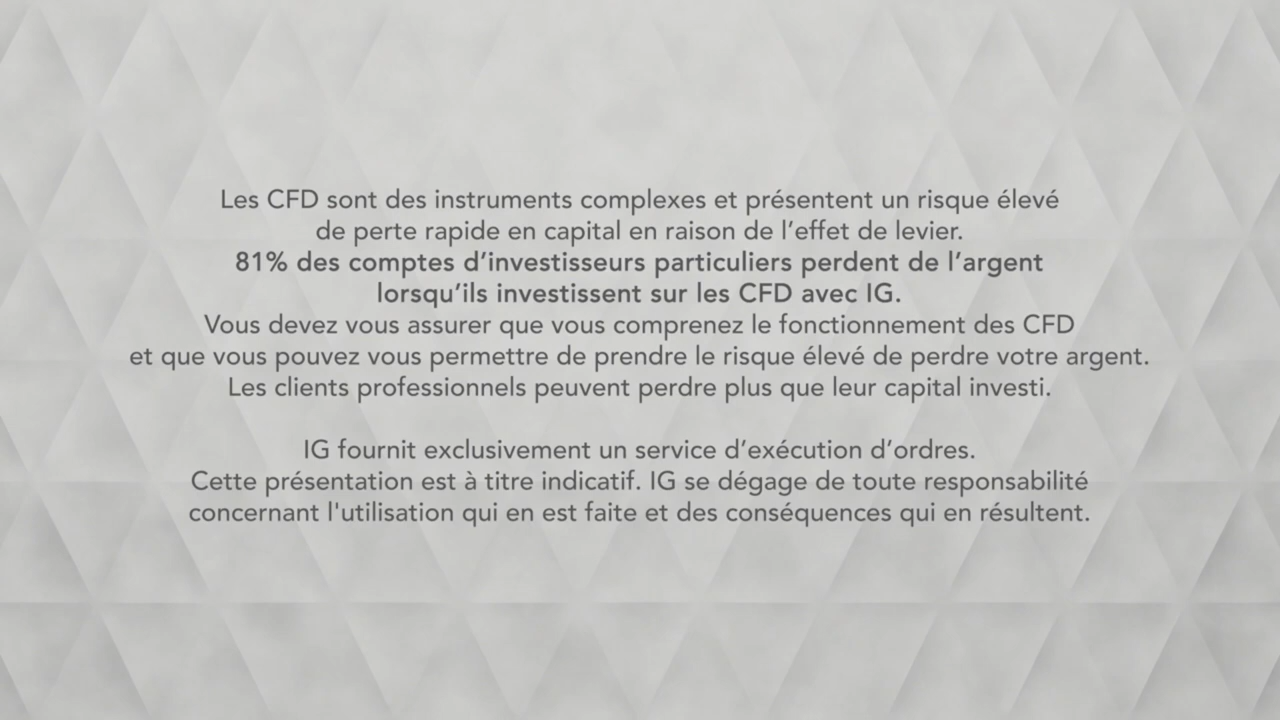 Les CFD sont des instruments complexes et présentent un risque élevé
de perte rapide en capital en raison de l’effet de levier.
81% des comptes d’investisseurs particuliers perdent de l’argent
lorsqu’ils investissent sur les CFD avec IG.
Vous devez vous assurer que vous comprenez le fonctionnement des CFD
et que vous pouvez vous permettre de prendre le risque élevé de perdre votre argent.
Les clients professionnels peuvent perdre plus que leur capital investi.
IG fournit exclusivement un service d’exécution d’ordres.
Cette présentation est à titre indicatif. IG se dégage de toute responsabilité
concernant l'utilisation qui en est faite et des conséquences qui en résultent.